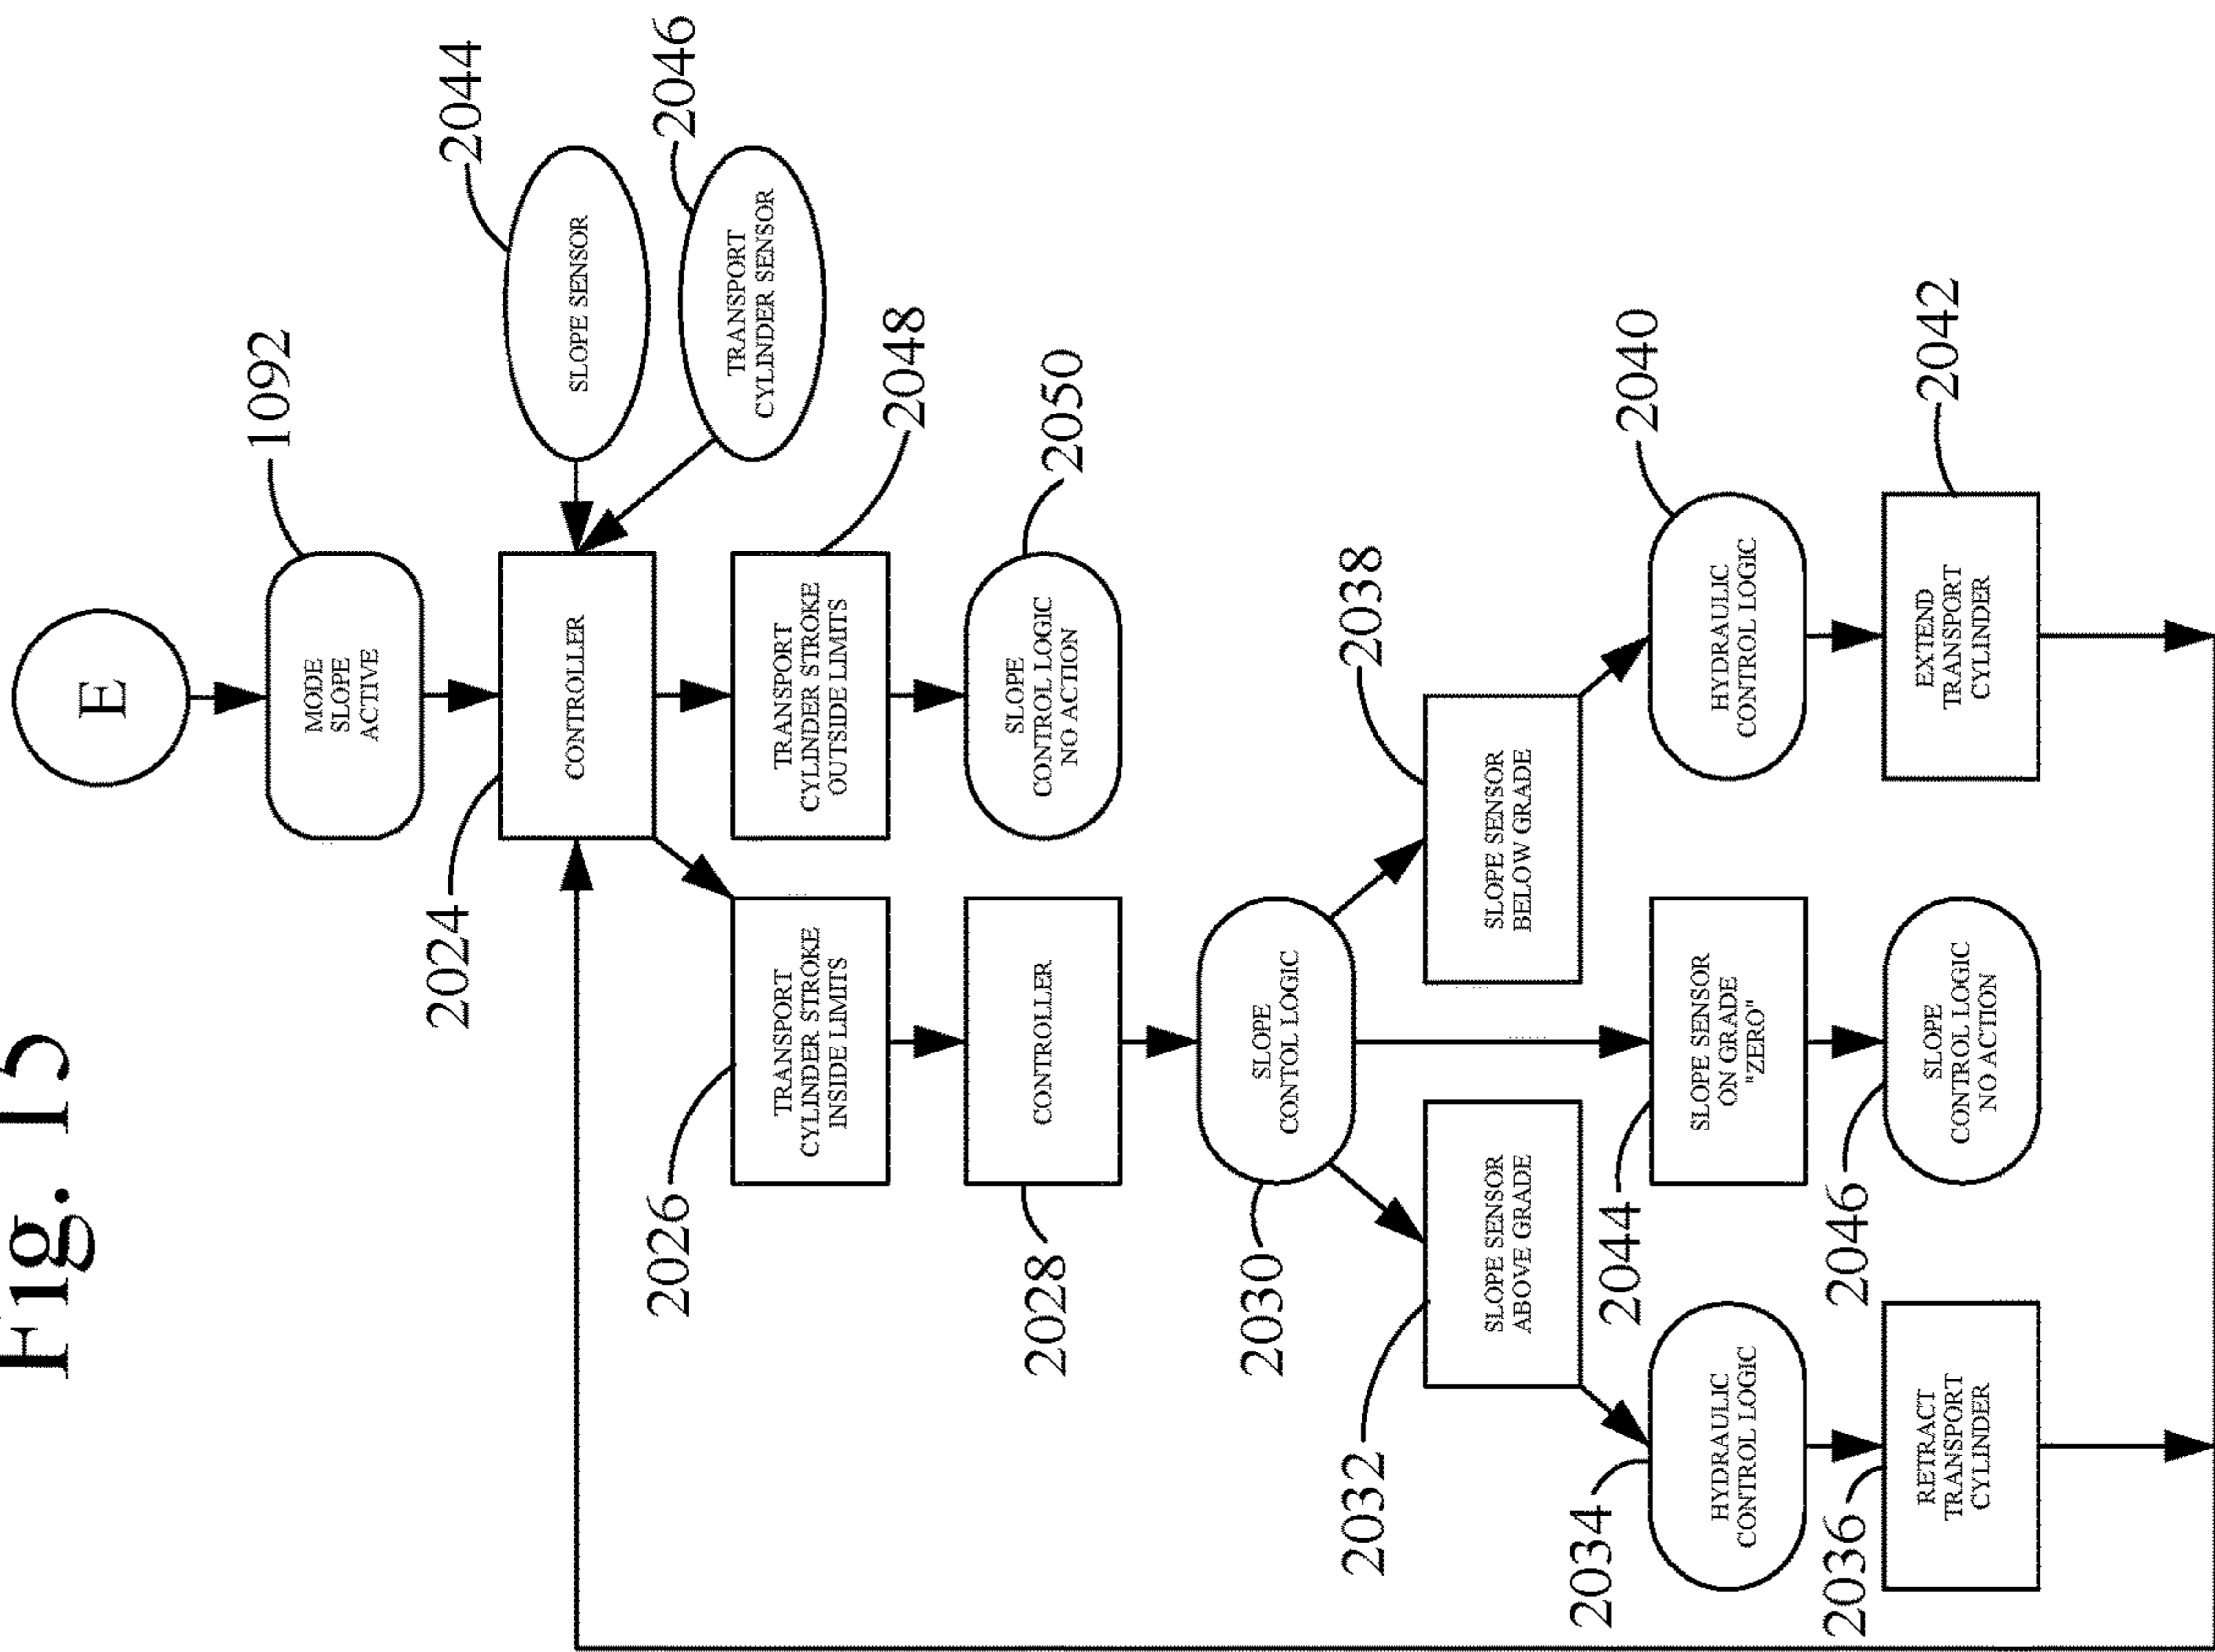 Fig. 15
E
1092
MODE
SLOPE
ACTIVE
2044
SLOPE SENSOR
2024
CONTROLLER
2046
TRANSPORT
CYLINDER SENSOR
2026
TRANSPORT
CYLINDER STROKE
INSIDE LIMITS
TRANSPORT
CYLINDER STROKE
OUTSIDE LIMITS
2048
2028
CONTROLLER
SLOPE
CONTROL LOGIC
NO ACTION
2050
2030
SLOPE
CONTOL LOGIC
2032
SLOPE SENSOR
ABOVE GRADE
SLOPE SENSOR
BELOW GRADE
2038
2034
HYDRAULIC
CONTROL LOGIC
2044
SLOPE SENSOR
ON GRADE
"ZERO"
HYDRAULIC
CONTROL LOGIC
2040
2036
RETRACT
TRANSPORT
CYLINDER
2046
SLOPE
CONTROL LOGIC
NO ACTION
EXTEND
TRANSPORT
CYLINDER
2042